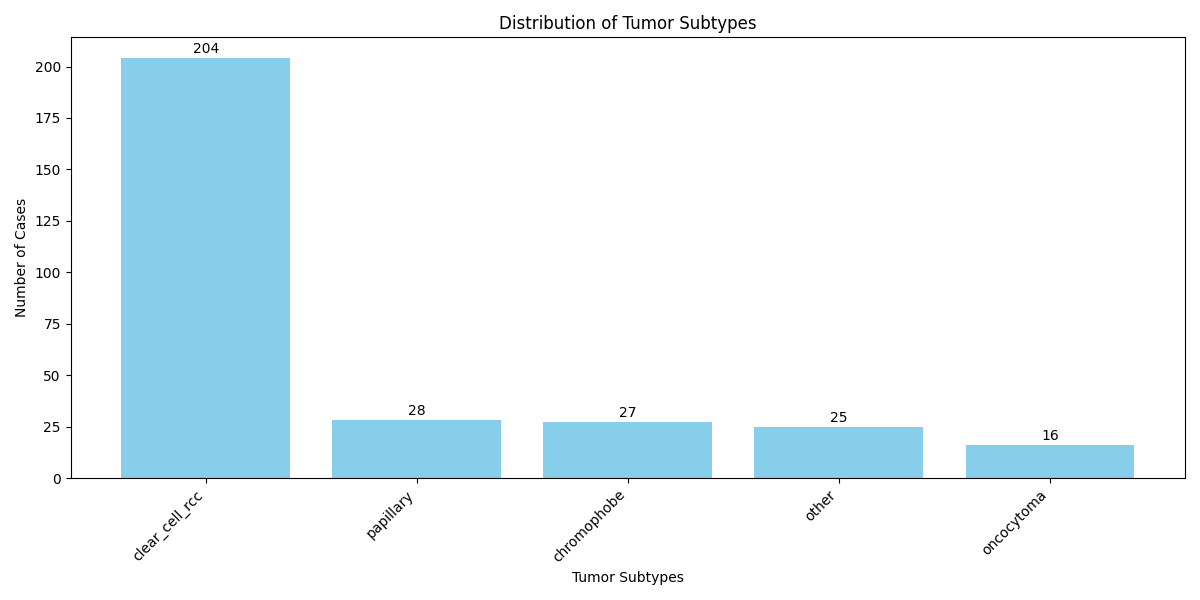 Distribution of Tumor Subtypes
204
28
27
25
16
200
175
150
125
100
75
50
25
0
Number of Cases
clear_cell_rcc
papillary
chromophobe
other
oncocytoma
Tumor Subtypes